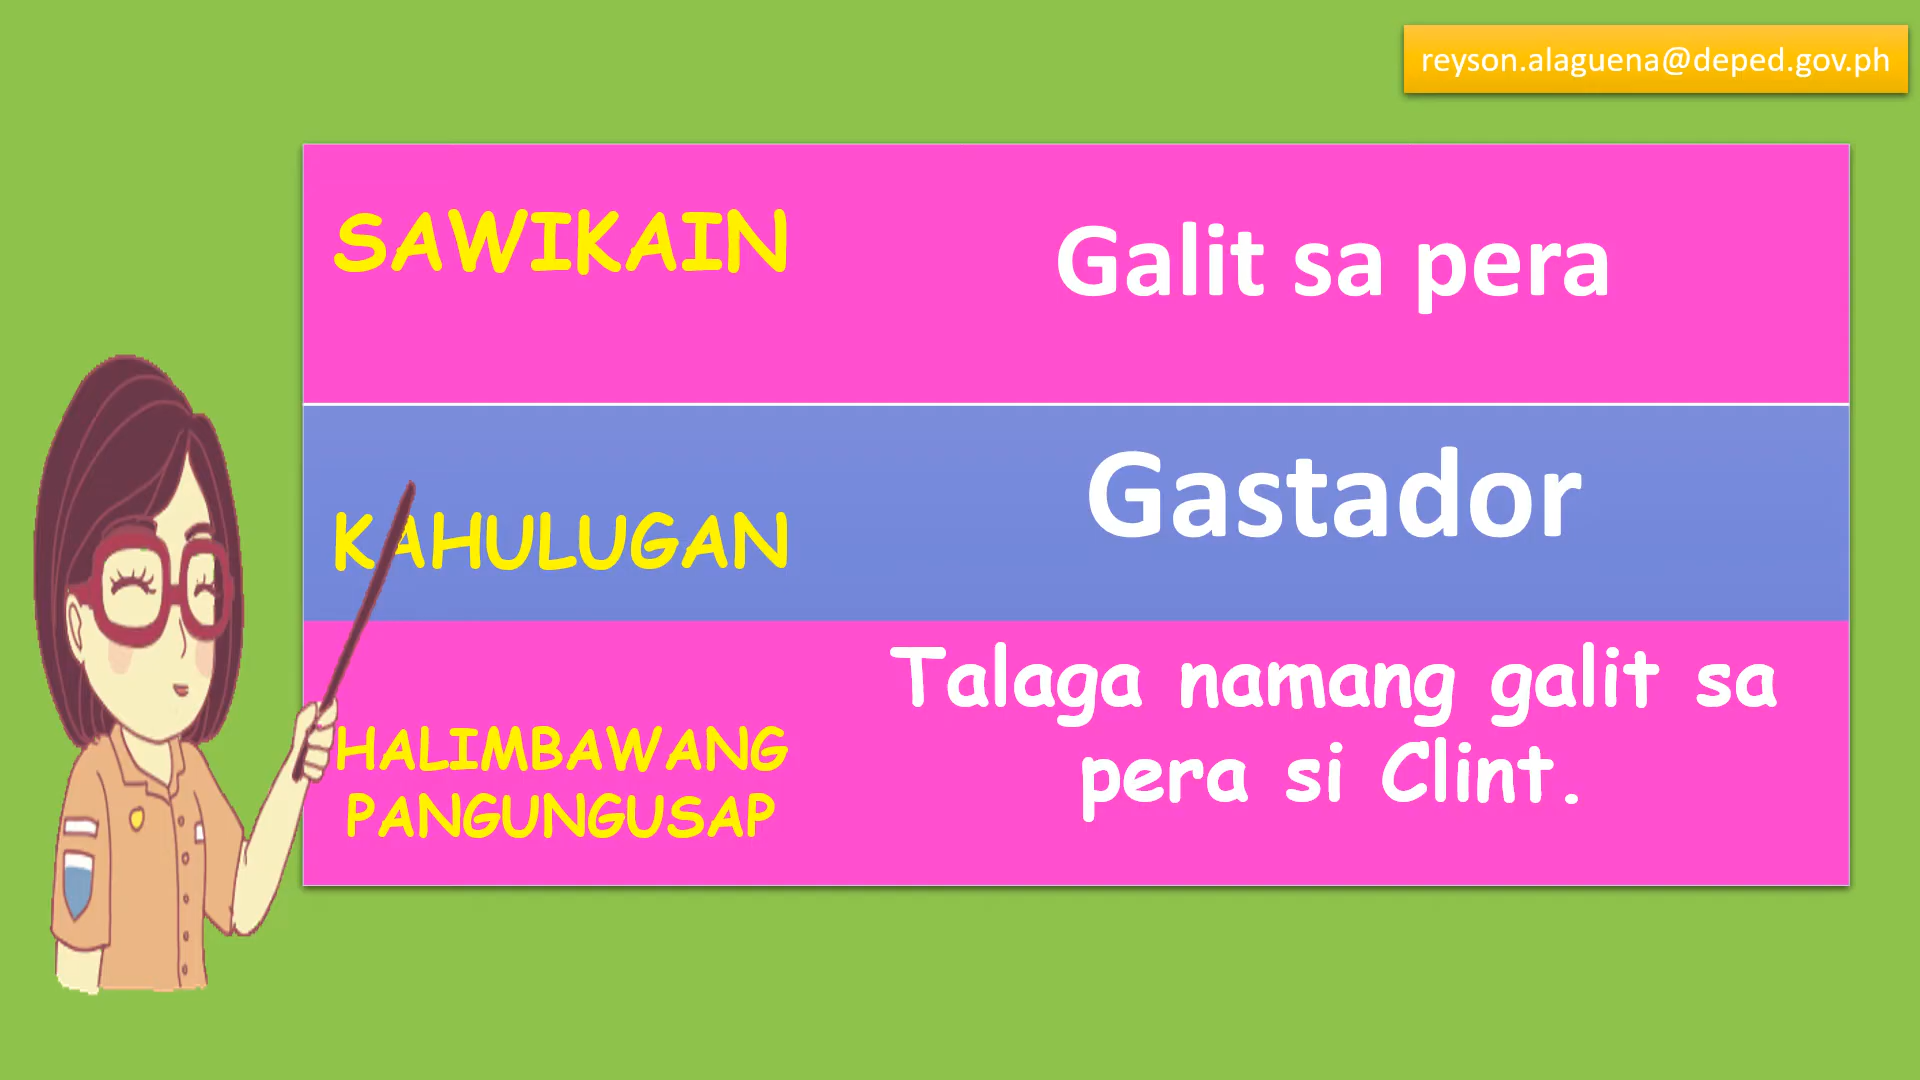 reyson.alaguena@deped.gov.ph
SAWIKAIN
Galit sa pera
KAHULUGAN
Gastador
HALIMBAWANG
PANGUNGUSAP
Talaga namang galit sa
pera si Clint.